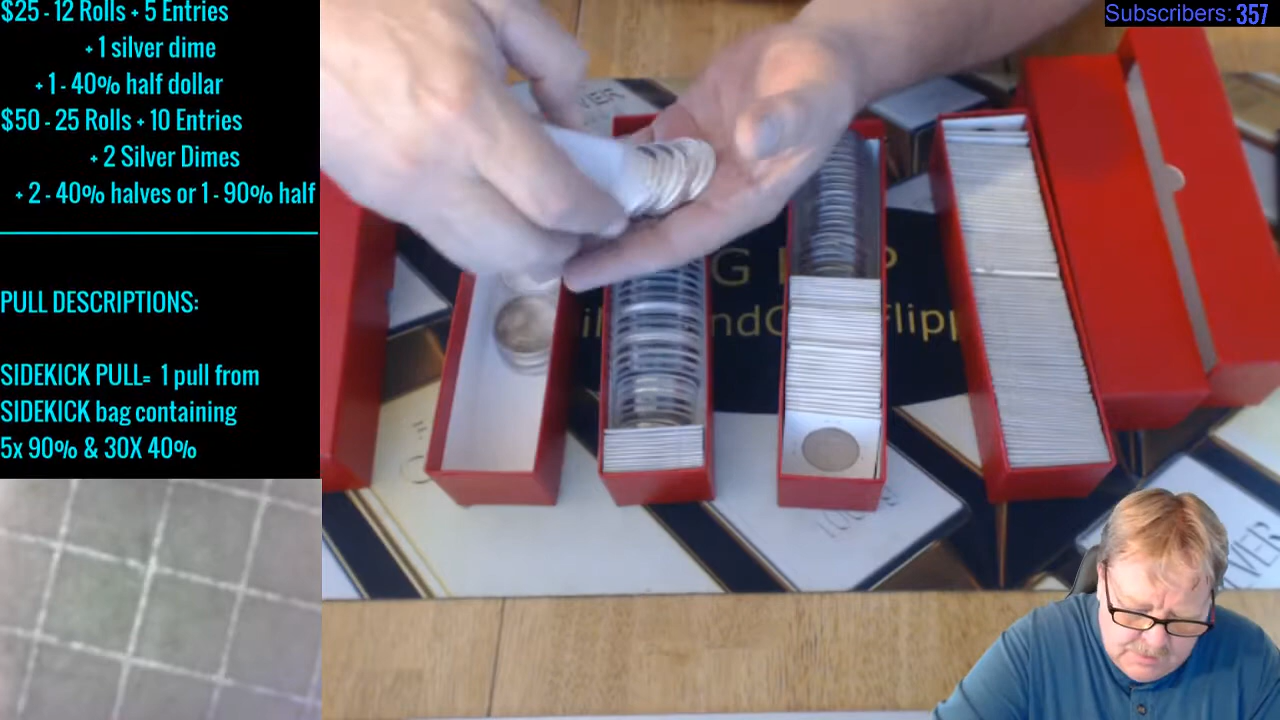 $25 - 12 Rolls + 5 Entries
+ 1 silver dime
+ 1 - 40% half dollar
$50 - 25 Rolls + 10 Entries
+ 2 Silver Dimes
+ 2 - 40% halves or 1 - 90% half
PULL DESCRIPTIONS:
SIDEKICK PULL= 1 pull from
SIDEKICK bag containing
5x 90% & 30X 40%
Subscribers: 357